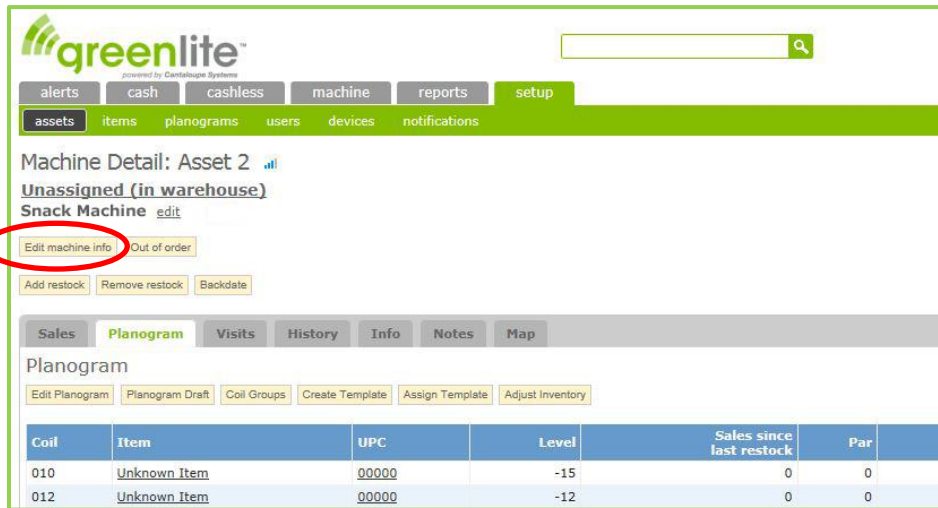 greenlite™
powered by Cantaloupe Systems
alerts cash cashless machine reports setup
assets items planograms users devices notifications
Machine Detail: Asset 2
Unassigned (in warehouse)
Snack Machine edit
Edit machine info Out of order
Add restock Remove restock Backdate
Sales Planogram Visits History Info Notes Map
Planogram
Edit Planogram Planogram Draft Coil Groups Create Template Assign Template Adjust Inventory
Coil Item UPC Level Sales since last restock Par
010 Unknown Item 00000 -15 0 0
012 Unknown Item 00000 -12 0 0